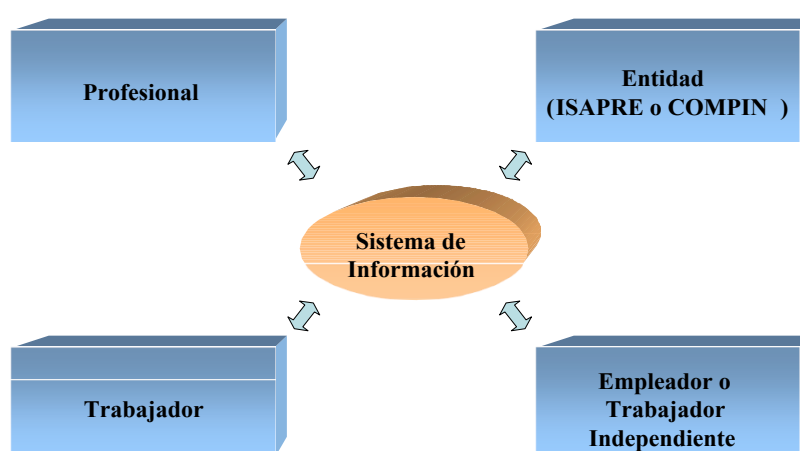 Profesional
Entidad
(ISAPRE o COMPIN )
Sistema de
Información
Trabajador
Empleador o
Trabajador
Independiente